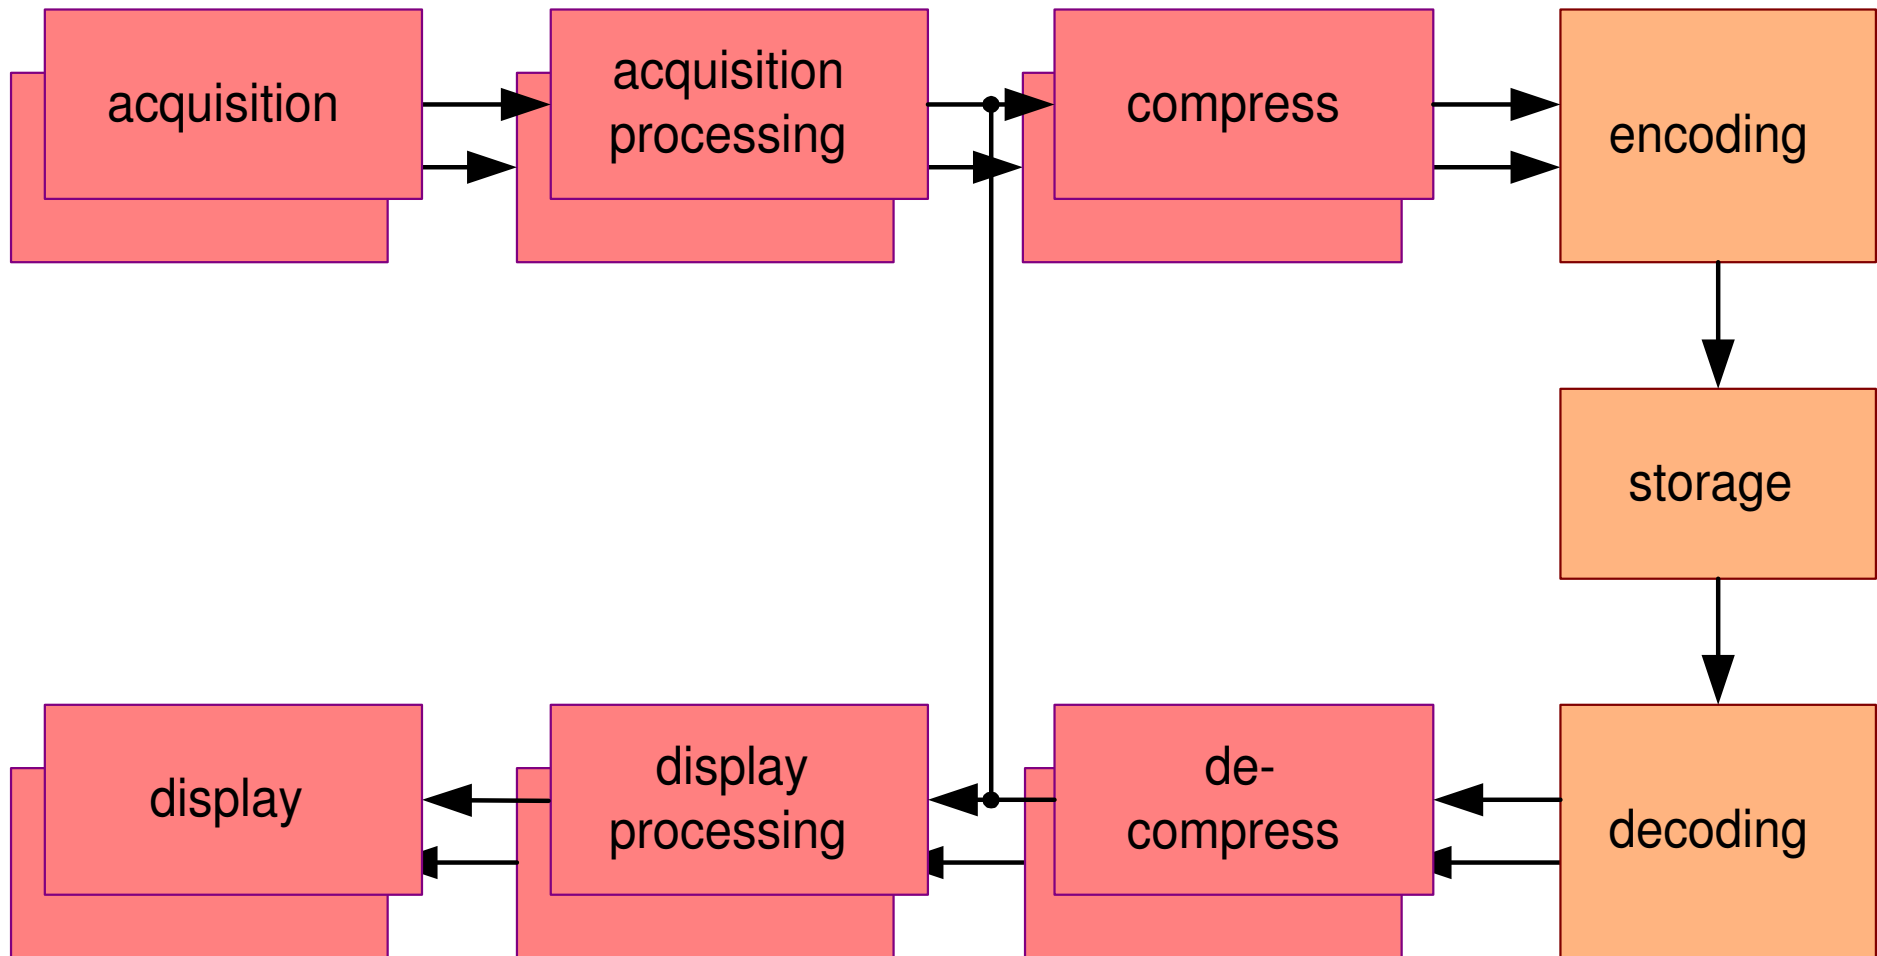 acquisition
acquisition
processing
compress
encoding
storage
display
display
processing
de-
compress
decoding